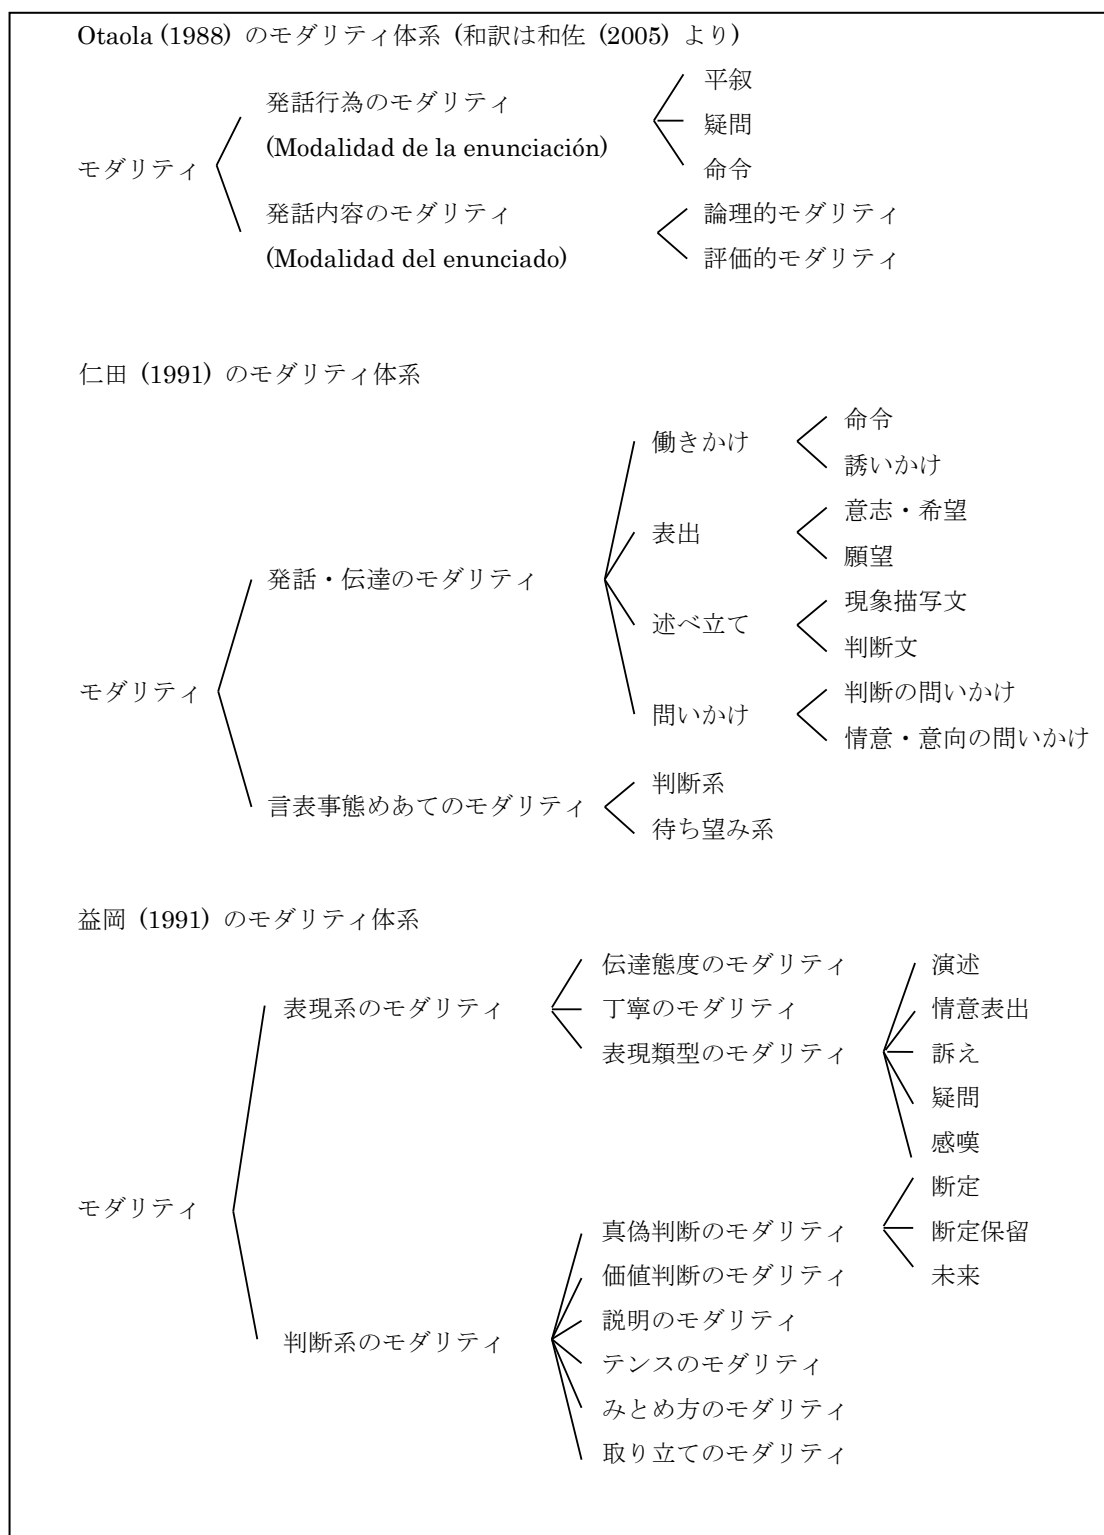 Otaola (1988) のモダリティ体系 (和訳は和佐 (2005) より)
平叙
発話行為のモダリティ
疑問
(Modalidad de la enunciación)
モダリティ
命令
発話内容のモダリティ
論理的モダリティ
(Modalidad del enunciado)
評価的モダリティ
仁田 (1991) のモダリティ体系
命令
働きかけ
誘いかけ
意志・希望
表出
願望
発話・伝達のモダリティ
現象描写文
述べ立て
判断文
モダリティ
判断の問いかけ
問いかけ
情意・意向の問いかけ
判断系
言表事態めあてのモダリティ
待ち望み系
益岡 (1991) のモダリティ体系
伝達態度のモダリティ
演述
表現系のモダリティ
丁寧のモダリティ
情意表出
表現類型のモダリティ
訴え
疑問
感嘆
モダリティ
断定
真偽判断のモダリティ
断定保留
価値判断のモダリティ
未来
説明のモダリティ
判断系のモダリティ
テンスのモダリティ
みとめ方のモダリティ
取り立てのモダリティ